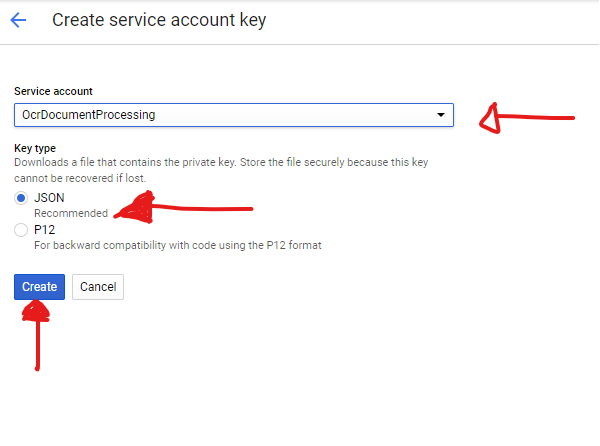 Create service account key
Service account
OcrDocumentProcessing
Key type
Downloads a file that contains the private key. Store the file securely because this key
cannot be recovered if lost.
JSON
Recommended
P12
For backward compatibility with code using the P12 format
Create Cancel